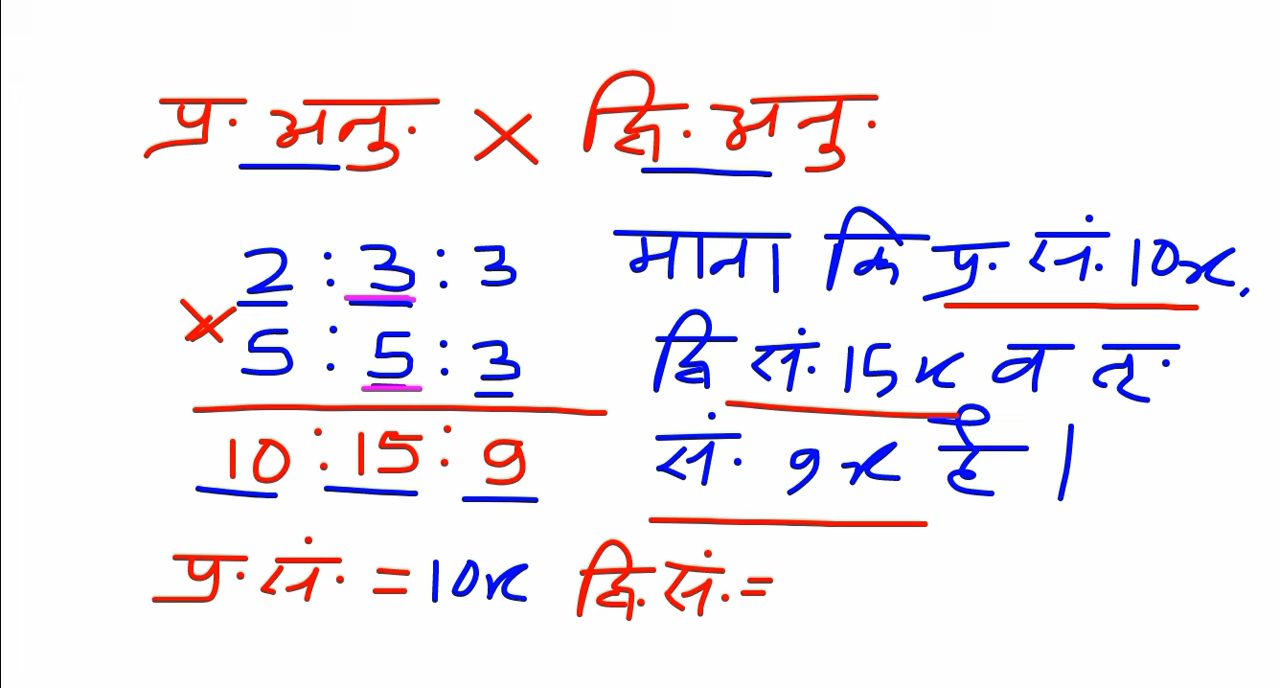 प्र. अनु. × द्वि. अनु.
2 : 3 : 3
× 5 : 5 : 3
10 : 15 : 9
माना कि प्र. सं. 10x,
द्वि सं. 15x व तृ.
सं. 9x है।
प्र. सं. = 10x द्वि. सं. =